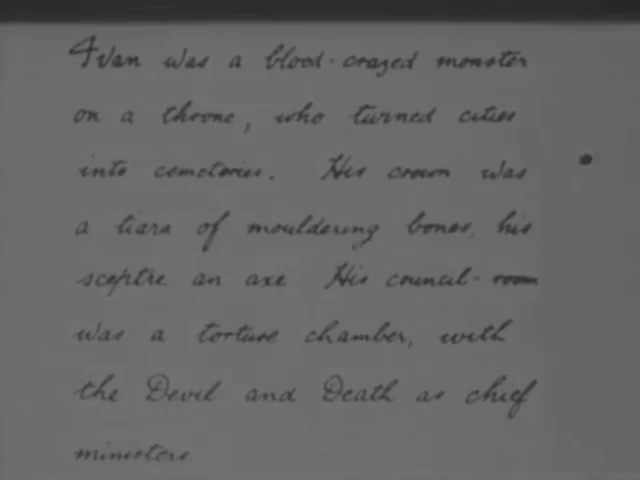 Ivan was a blood-crazed monster
on a throne, who turned cities
into cemeteries. His crown was
a tiara of mouldering bones, his
sceptre an axe His council-room
was a torture chamber, with
the Devil and Death as chief
ministers